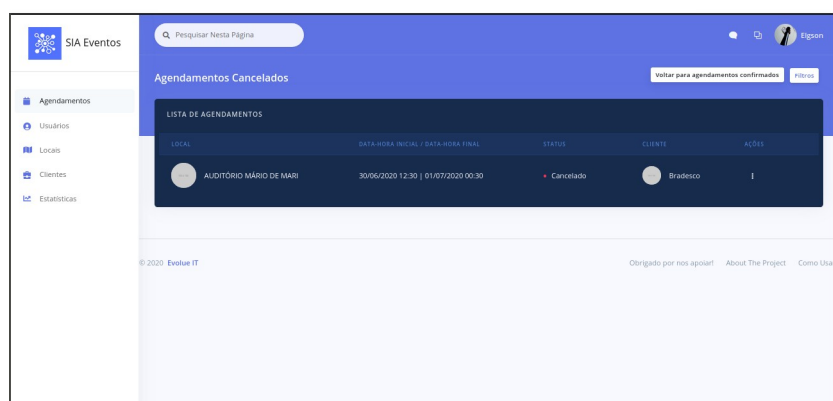 SIA Eventos
Pesquisar Nesta Página
Elgson
Agendamentos Cancelados
Voltar para agendamentos confirmados
Filtros
Agendamentos
Usuários
Locais
Clientes
Estatísticas
LISTA DE AGENDAMENTOS
LOCAL DATA-HORA INICIAL / DATA-HORA FINAL STATUS CLIENTE AÇÕES
AUDITÓRIO MÁRIO DE MARI 30/06/2020 12:30 | 01/07/2020 00:30 Cancelado Bradesco
© 2020 Evolue IT
Obrigado por nos apoiar! About The Project Como Usa